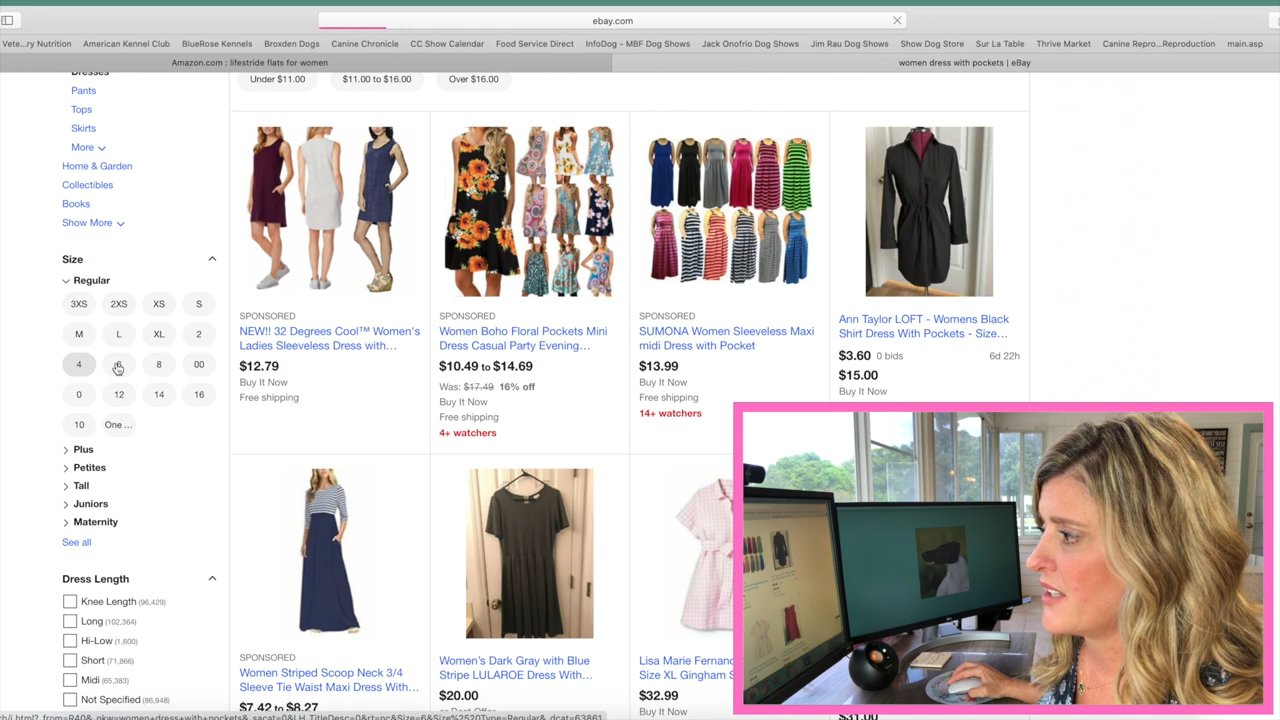 ebay.com
Vete...ry Nutrition American Kennel Club BlueRose Kennels Broxden Dogs Canine Chronicle CC Show Calendar Food Service Direct InfoDog - MBF Dog Shows Jack Onofrio Dog Shows Jim Rau Dog Shows Show Dog Store Sur La Table Thrive Market Canine Repro...Reproduction main.asp
Amazon.com : lifestride flats for women
women dress with pockets | eBay
Dresses
Pants
Tops
Skirts
More
Home & Garden
Collectibles
Books
Show More
Size
Regular
3XS 2XS XS S
M L XL 2
4 6 8 00
0 12 14 16
10 One ...
Plus
Petites
Tall
Juniors
Maternity
See all
Dress Length
Knee Length (96,429)
Long (102,364)
Hi-Low (1,600)
Short (71,866)
Midi (65,383)
Not Specified (86,948)
Under $11.00 $11.00 to $16.00 Over $16.00
SPONSORED
NEW!! 32 Degrees Cool™ Women's
Ladies Sleeveless Dress with...
$12.79
Buy It Now
Free shipping
SPONSORED
Women Boho Floral Pockets Mini
Dress Casual Party Evening...
$10.49 to $14.69
Was: $17.49 16% off
Buy It Now
Free shipping
4+ watchers
SPONSORED
SUMONA Women Sleeveless Maxi
midi Dress with Pocket
$13.99
Buy It Now
Free shipping
14+ watchers
Ann Taylor LOFT - Womens Black
Shirt Dress With Pockets - Size...
$3.60 0 bids 6d 22h
$15.00
Buy It Now
SPONSORED
Women Striped Scoop Neck 3/4
Sleeve Tie Waist Maxi Dress With...
$7.42 to $8.27
Women's Dark Gray with Blue
Stripe LULAROE Dress With...
$20.00
or Best Offer
Lisa Marie Fernan
Size XL Gingham S
$32.99
Buy It Now
$31.00